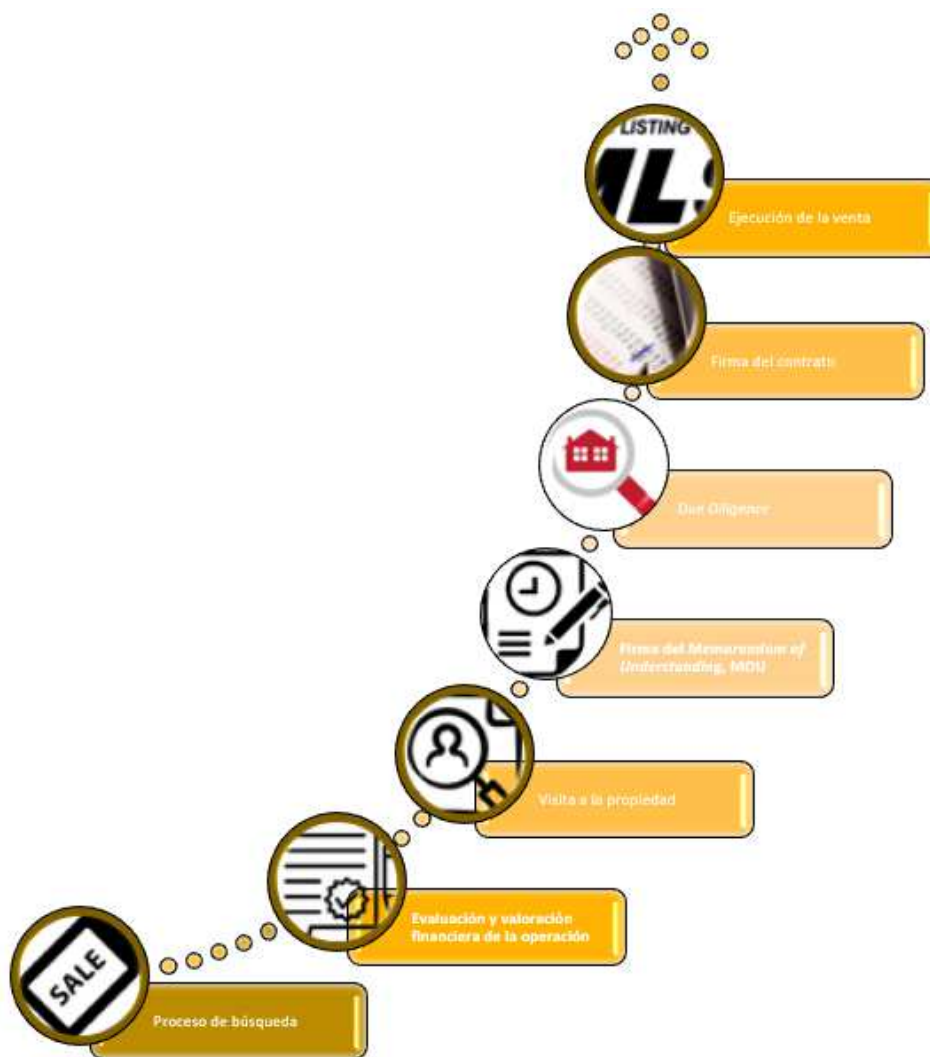 LISTING
MLS
Ejecución de la venta
Firma del contrato
Due Diligence
Firma del Memorandum of
Understanding, MOU
Visita a la propiedad
Evaluación y valoración
financiera de la operación
SALE
Proceso de búsqueda